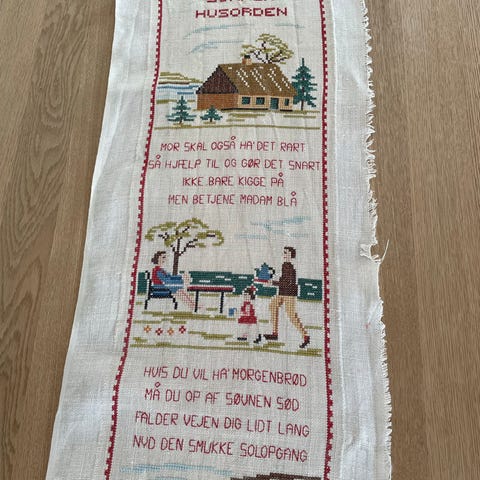 HUSORDEN
MOR SKAL OGSÅ HA' DET RART
SÅ HJÆLP TIL OG GØR DET SNART
IKKE BARE KIGGE PÅ
MEN BETJENE MADAM BLÅ
HVIS DU VIL HA' MORGENBRØD
MÅ DU OP AF SØVNEN SØD
FALDER VEJEN DIG LIDT LANG
NYD DEN SMUKKE SOLOPGANG